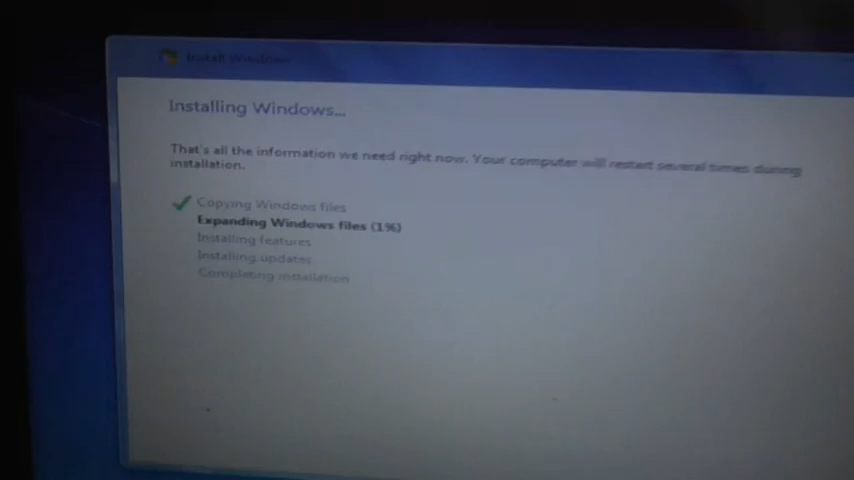 Install Windows
Installing Windows...
That's all the information we need right now. Your computer will restart several times during
installation.
Copying Windows files
Expanding Windows files (1%)
Installing features
Installing updates
Completing installation